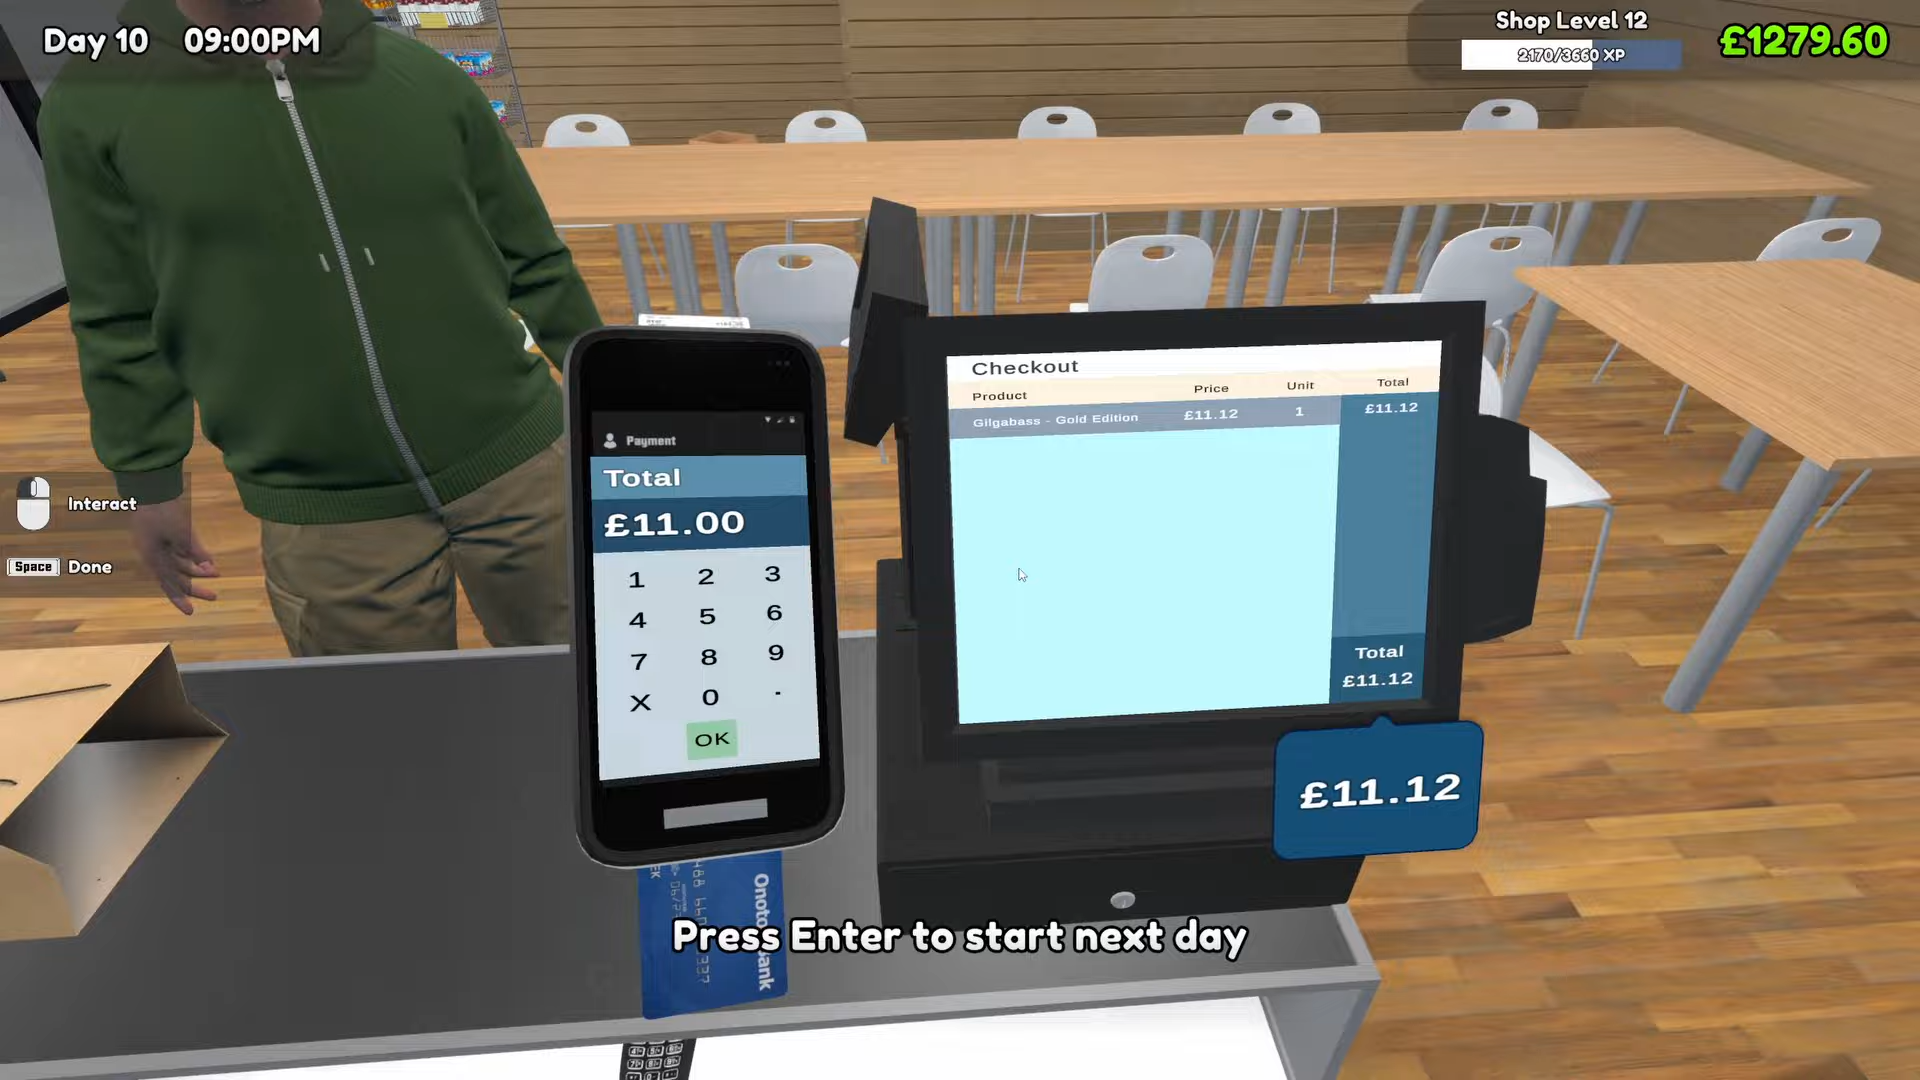 Day 10 09:00PM
Shop Level 12
2170/3660 XP
£1279.60
Interact
Space Done
Payment
Total
£11.00
1 2 3
4 5 6
7 8 9
X 0 .
OK
Checkout
Product Price Unit Total
Gilgabass - Gold Edition £11.12 1 £11.12
Total
£11.12
£11.12
Press Enter to start next day